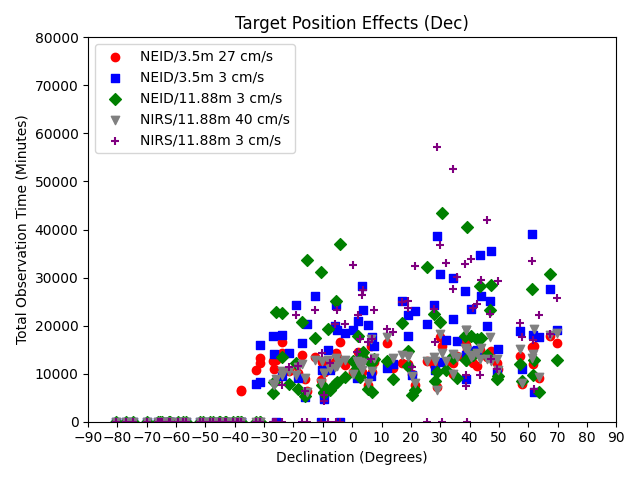 Target Position Effects (Dec)
NEID/3.5m 27 cm/s
NEID/3.5m 3 cm/s
NEID/11.88m 3 cm/s
NIRS/11.88m 40 cm/s
NIRS/11.88m 3 cm/s
Total Observation Time (Minutes)
80000
70000
60000
50000
40000
30000
20000
10000
0
−90 −80 −70 −60 −50 −40 −30 −20 −10 0 10 20 30 40 50 60 70 80 90
Declination (Degrees)